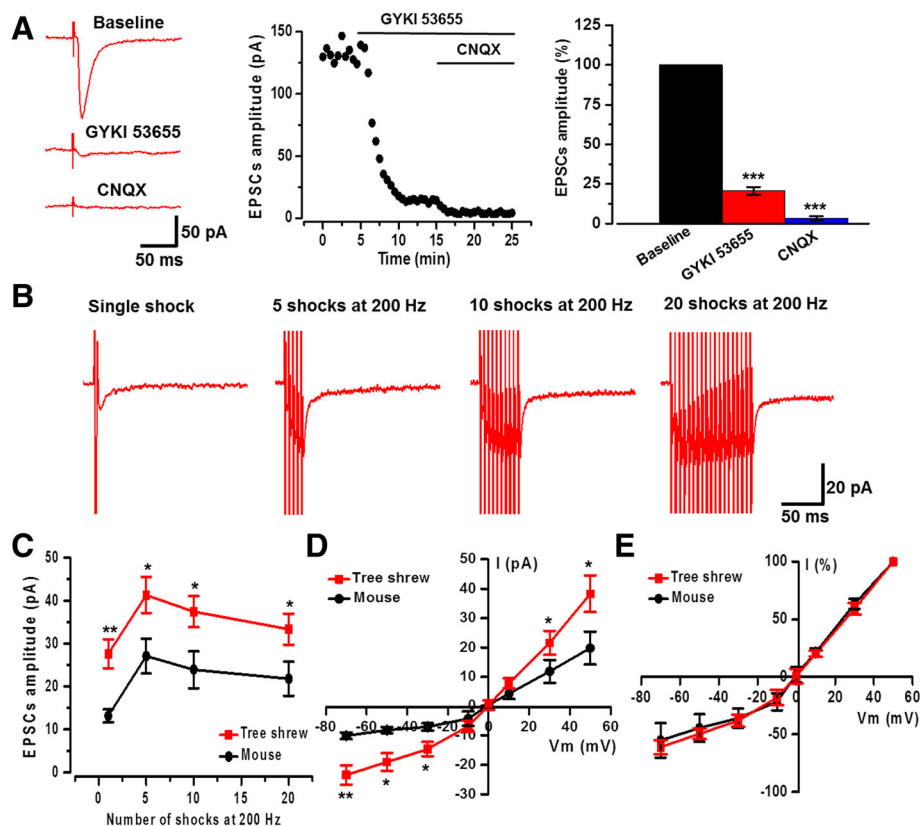 A
Baseline
GYKI 53655
CNQX
50 pA
50 ms
EPSCs amplitude (pA)
150
100
50
0
GYKI 53655
CNQX
0 5 10 15 20 25
Time (min)
EPSCs amplitude (%)
125
100
75
50
25
0
***
***
Baseline
GYKI 53655
CNQX
B
Single shock
5 shocks at 200 Hz
10 shocks at 200 Hz
20 shocks at 200 Hz
20 pA
50 ms
C
EPSCs amplitude (pA)
50
40
30
20
10
0
**
*
*
*
Tree shrew
Mouse
0 5 10 15 20
Number of shocks at 200 Hz
D
Tree shrew
Mouse
I (pA)
50
40
30
20
10
-10
-20
-30
-80 -60 -40 -20 0 20 40 60
Vm (mV)
*
*
**
*
*
E
Tree shrew
Mouse
I (%)
100
50
0
-50
-100
-80 -60 -40 -20 0 20 40 60
Vm (mV)